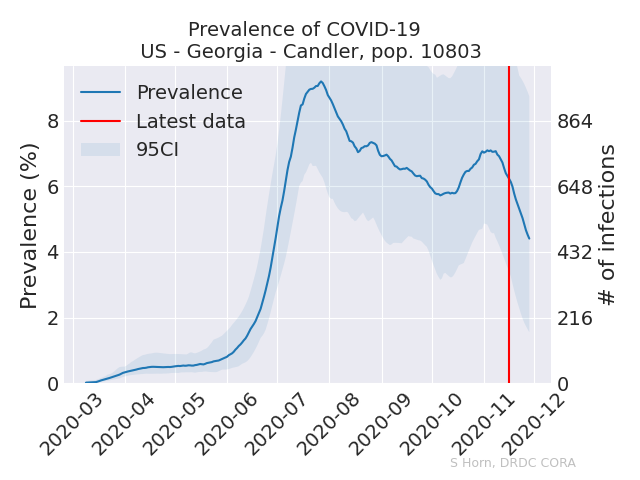 Prevalence of COVID-19
US - Georgia - Candler, pop. 10803
Prevalence
Latest data
95CI
Prevalence (%)
8
6
4
2
0
864
648
432
216
0
# of infections
2020-03
2020-04
2020-05
2020-06
2020-07
2020-08
2020-09
2020-10
2020-11
2020-12
S Horn, DRDC CORA